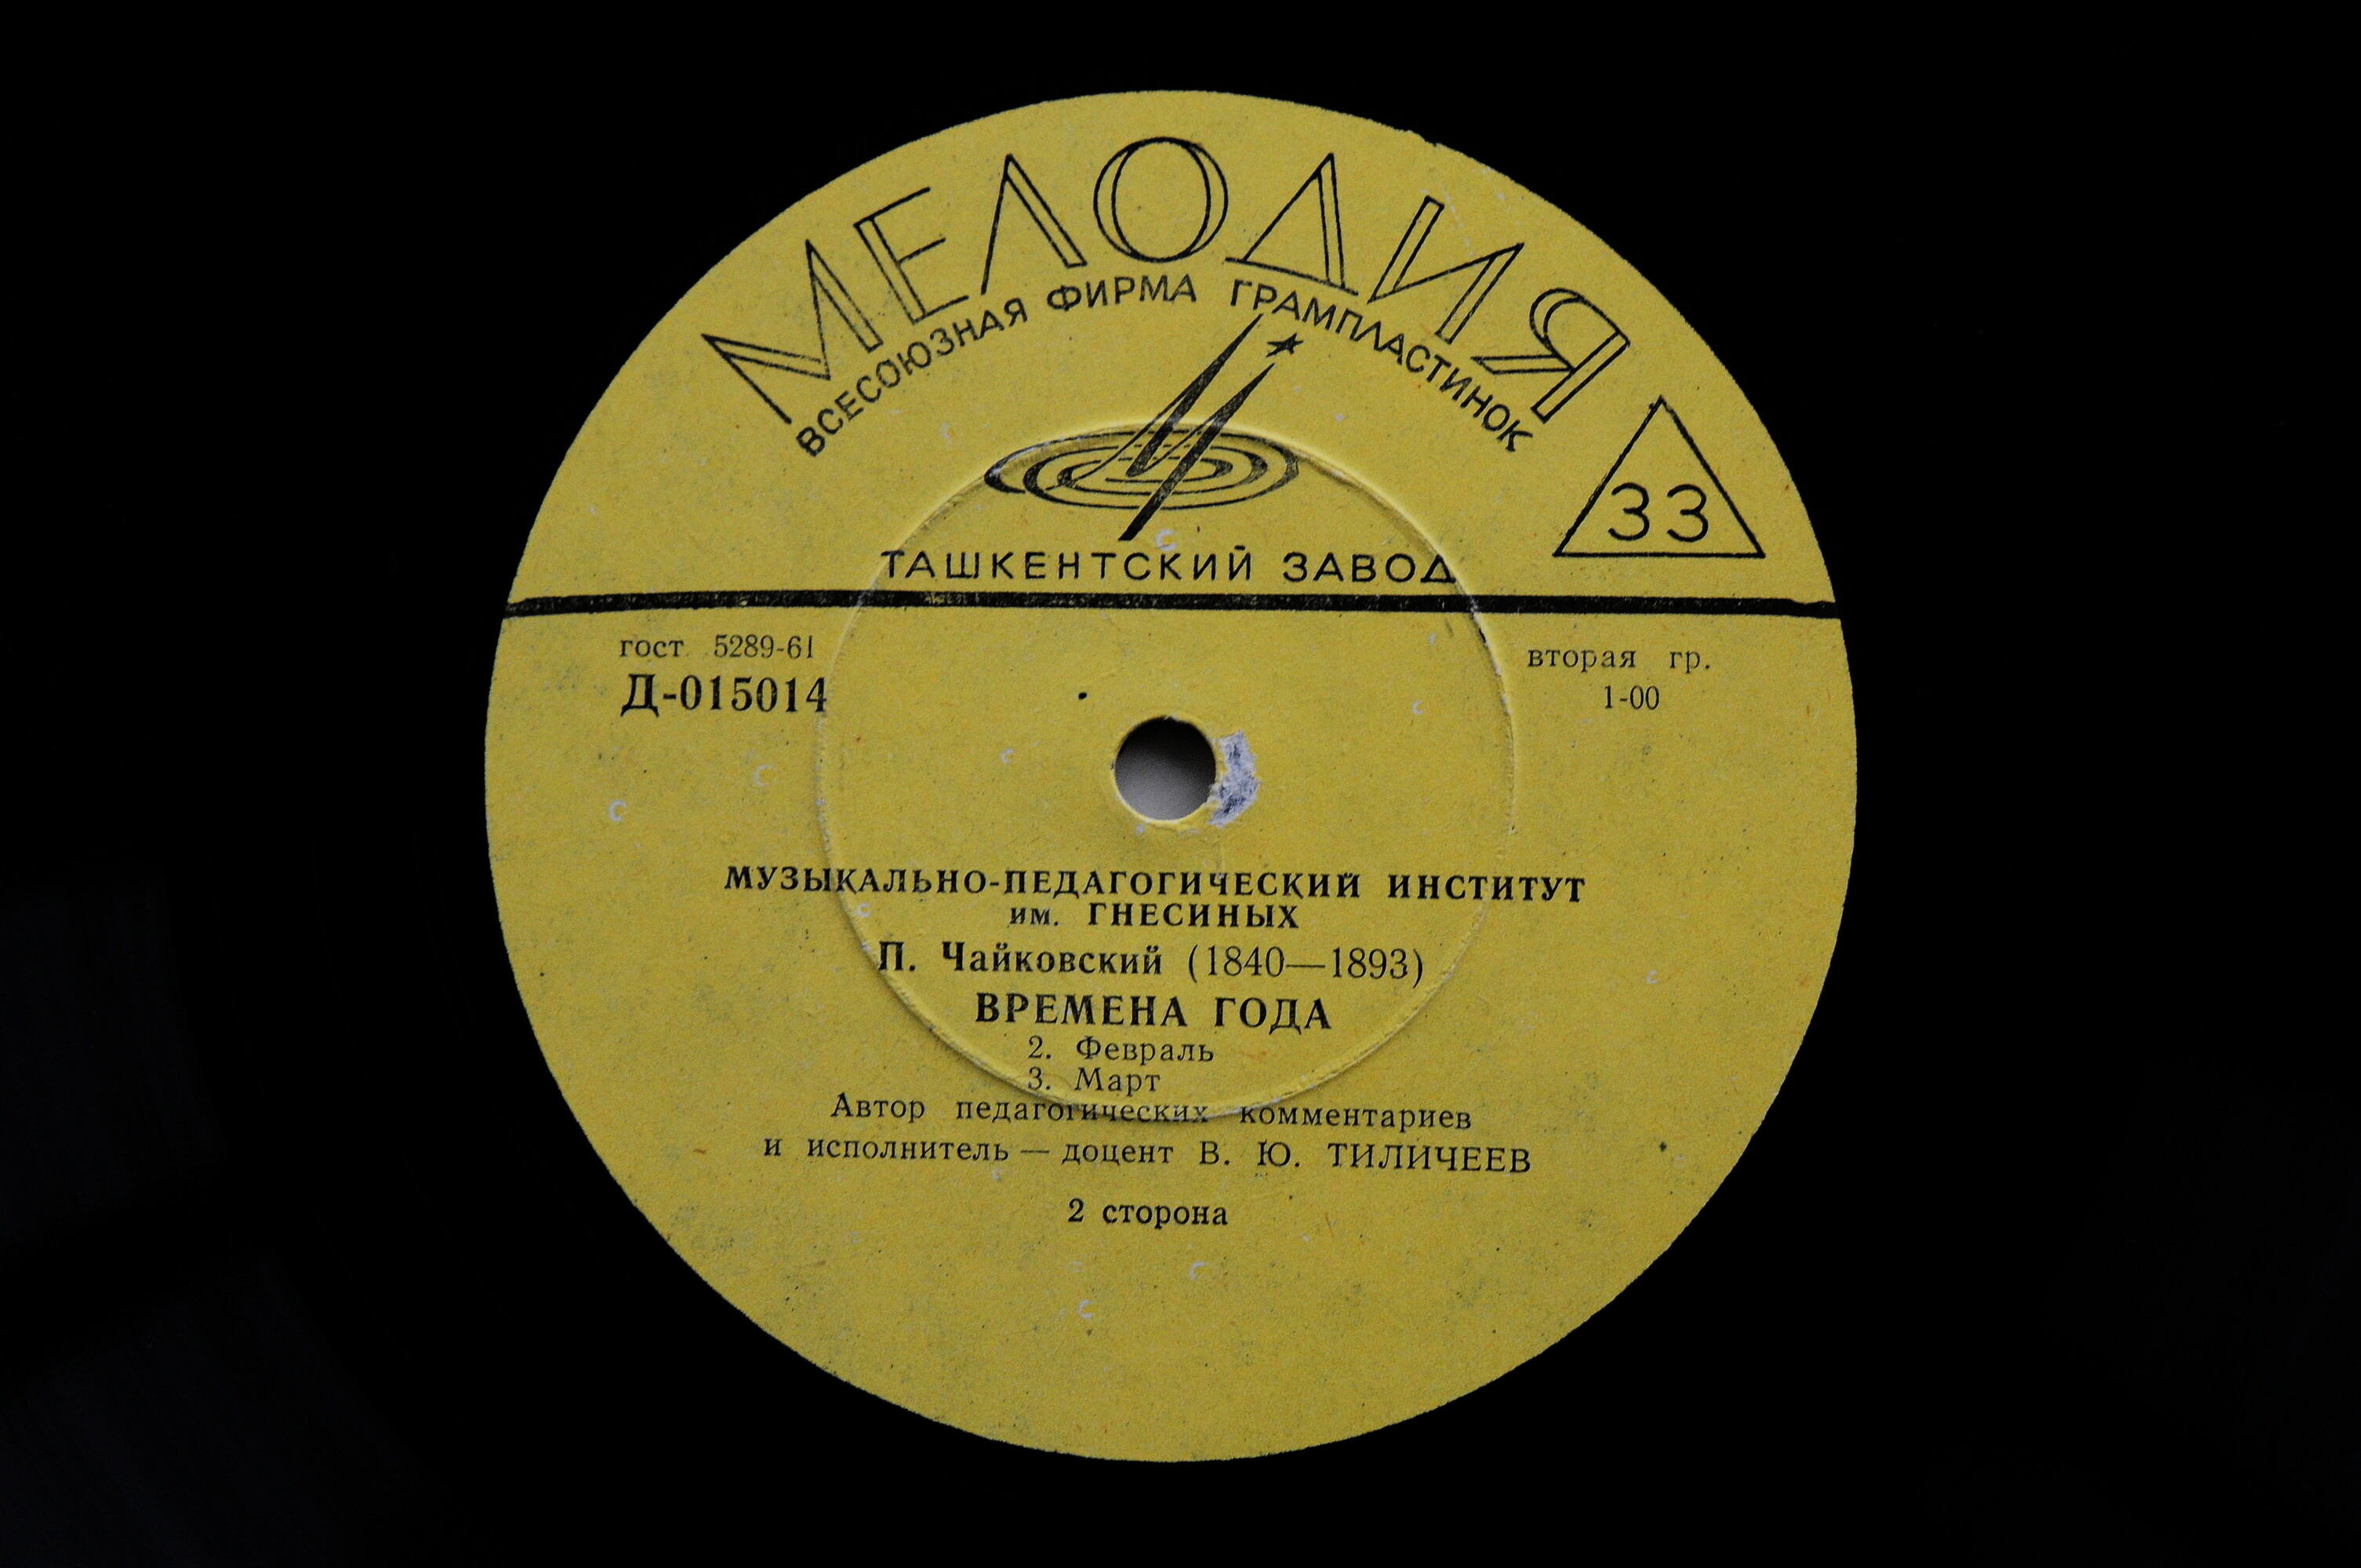 МЕЛОДИЯ
ВСЕСОЮЗНАЯ ФИРМА ГРАМПЛАСТИНОК
33
ТАШКЕНТСКИЙ ЗАВОД
гост 5289-61
Д-015014
вторая гр.
1-00
МУЗЫКАЛЬНО-ПЕДАГОГИЧЕСКИЙ ИНСТИТУТ
им. ГНЕСИНЫХ
П. Чайковский (1840—1893)
ВРЕМЕНА ГОДА
2. Февраль
3. Март
Автор педагогических комментариев
и исполнитель — доцент В. Ю. ТИЛИЧЕЕВ
2 сторона